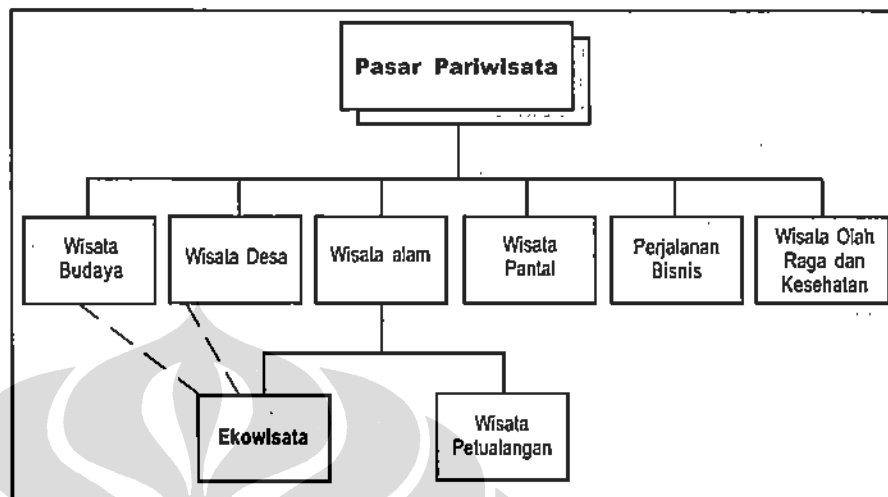 Pasar Pariwisata
Wisata
Budaya
Wisala Desa
Wisala alam
Wisata
Pantal
Perjalanan
Bisnis
Wisala Olah
Raga dan
Kesehatan
Ekowlsata
Wisata
Petualangan